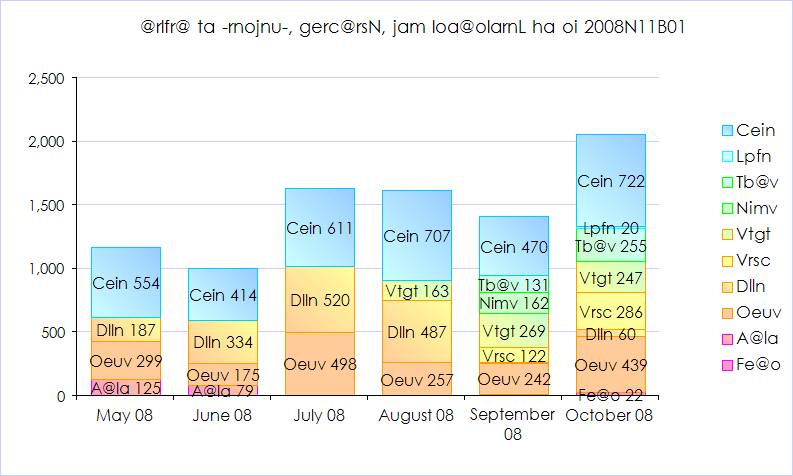 @rlfr@ ta -rnojnu-, gerc@rsN, jam loa@olarnL ha oi 2008N11B01
2,500
2,000
1,500
1,000
500
0
Cein 554
Dlln 187
Oeuv 299
A@la 125
May 08
Cein 414
Dlln 334
Oeuv 175
A@la 79
June 08
Cein 611
Dlln 520
Oeuv 498
July 08
Cein 707
Vtgt 163
Dlln 487
Oeuv 257
August 08
Cein 470
Tb@v 131
Nimv 162
Vtgt 269
Vrsc 122
Oeuv 242
September
08
Cein 722
Lpfn 20
Tb@v 255
Vtgt 247
Vrsc 286
Dlln 60
Oeuv 439
Fe@o 22
October 08
Cein
Lpfn
Tb@v
Nimv
Vtgt
Vrsc
Dlln
Oeuv
A@la
Fe@o